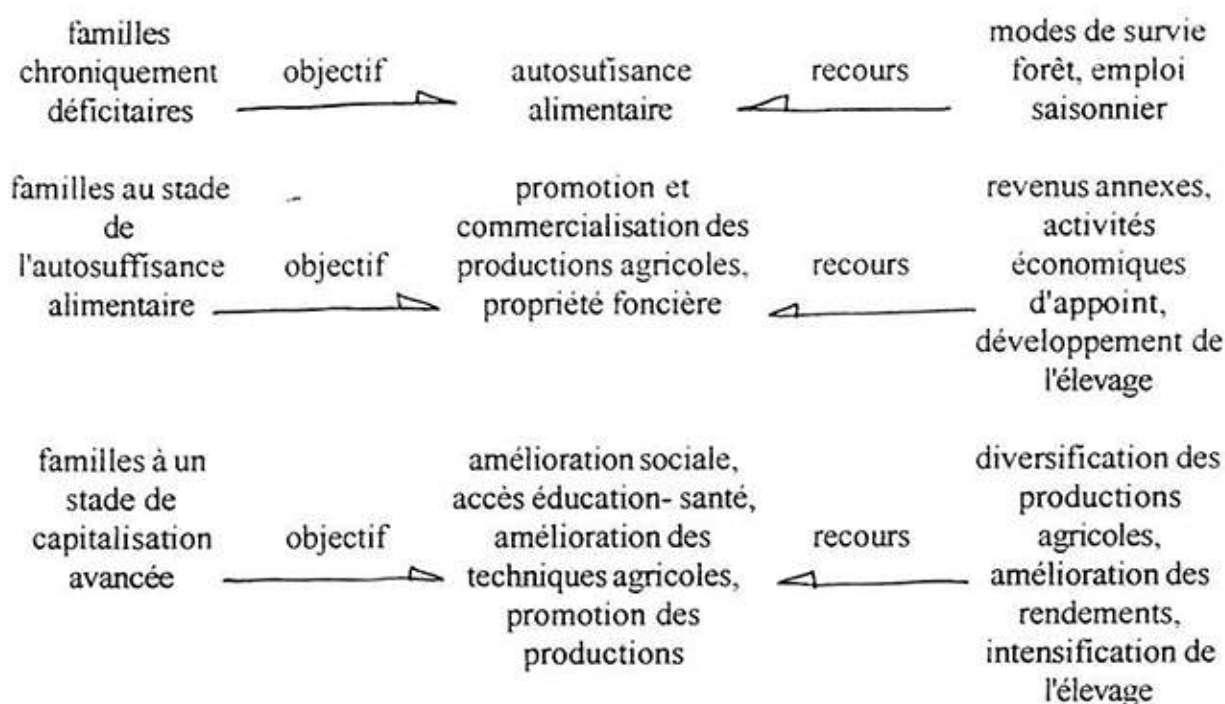 familles
chroniquement
déficitaires
objectif
autosufisance
alimentaire
recours
modes de survie
forêt, emploi
saisonnier
familles au stade
de
l'autosuffisance
alimentaire
objectif
promotion et
commercialisation des
productions agricoles,
propriété foncière
recours
revenus annexes,
activités
économiques
d'appoint,
développement de
l'élevage
familles à un
stade de
capitalisation
avancée
objectif
amélioration sociale,
accès éducation- santé,
amélioration des
techniques agricoles,
promotion des
productions
recours
diversification des
productions
agricoles,
amélioration des
rendements,
intensification de
l'élevage